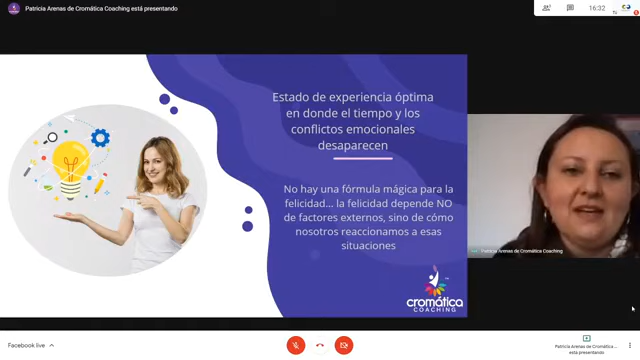 Patricia Arenas de Cromática Coaching está presentando
16:32
Estado de experiencia óptima
en donde el tiempo y los
conflictos emocionales
desaparecen
No hay una fórmula mágica para la
felicidad... la felicidad depende NO
de factores externos, sino de cómo
nosotros reaccionamos a esas
situaciones
cromática
COACHING
Patricia Arenas de Cromática Coaching
Facebook live
Patricia Arenas de Cromática ...
está presentando